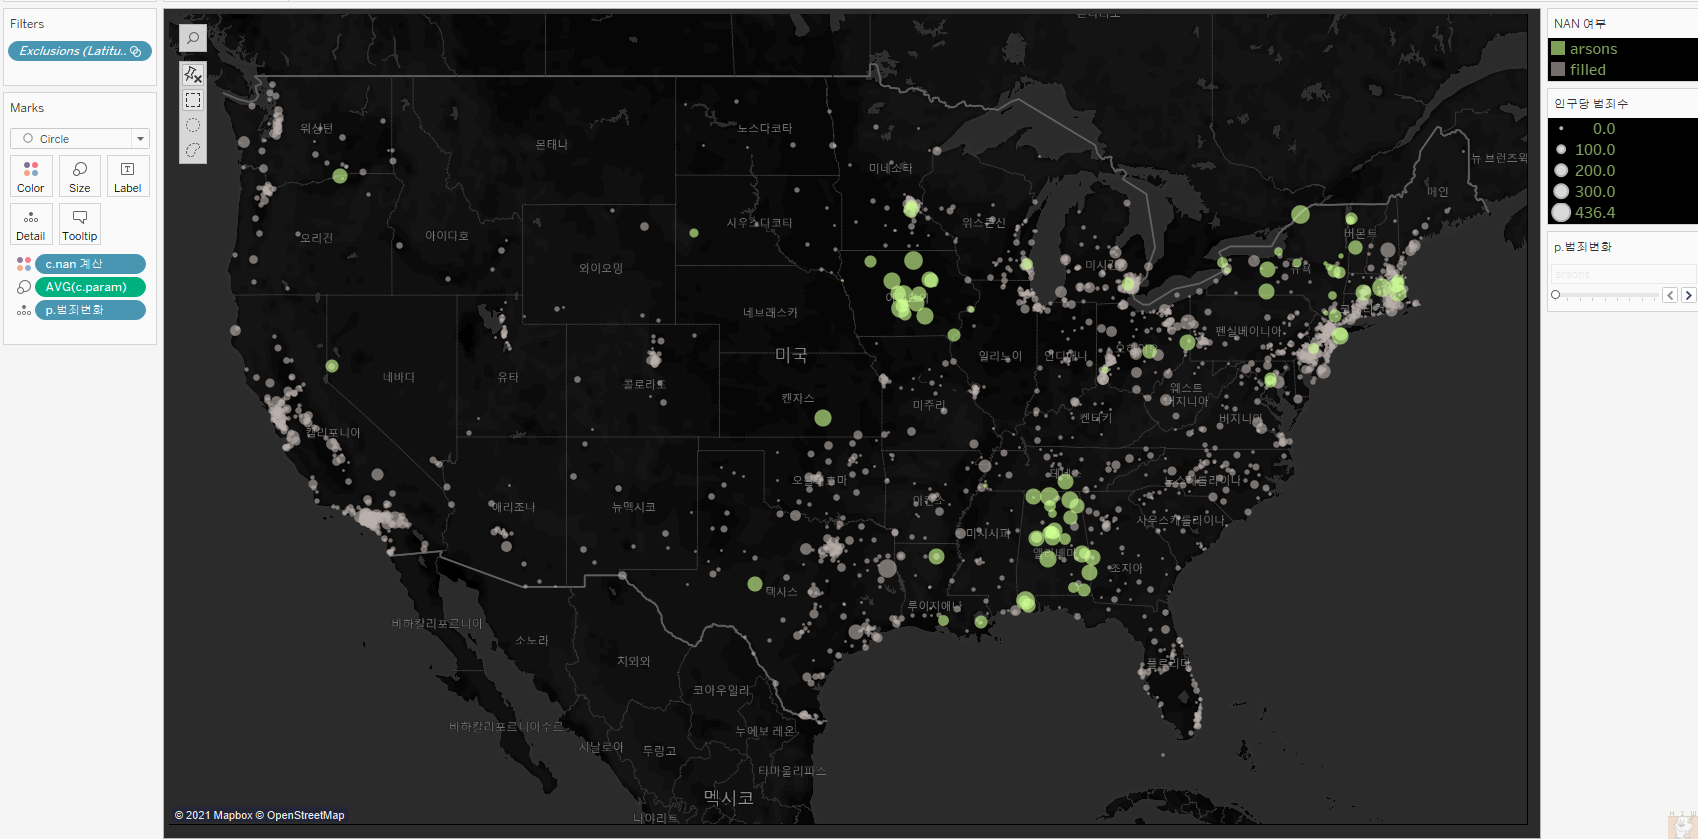 Filters
Exclusions (Latitu..
Marks
Circle
Color
Size
Label
Detail
Tooltip
c.nan 계산
AVG(c.param)
p.범죄변화
온타리오
워싱턴
몬태나
노스다코타
미네소타
뉴 브런즈윅
메인
오리건
아이다호
시우스다코타
위스콘신
미시간
버몬트
뉴욕
와이오밍
네브래스카
미국
일리노이
인디애나
오하이오
펜실베이니아
네바다
유타
콜로라도
캔자스
미주리
웨스트
버지니아
버지니아
켄터키
캘리포니아
애리조나
뉴멕시코
오클라호마
아칸소
테네시
노스캐롤라이나
사우스캐롤라이나
미시시피
앨라배마
조지아
텍사스
루이지애나
플로리다
바하칼리포르니아
소노라
치와와
코아우일라
바하칼리포르니아수르
시날로아
두랑고
누에보 레온
타마울리파스
멕시코
나야리트
© 2021 Mapbox © OpenStreetMap
NAN 여부
arsons
filled
인구당 범죄수
0.0
100.0
200.0
300.0
436.4
p.범죄변화
arsons